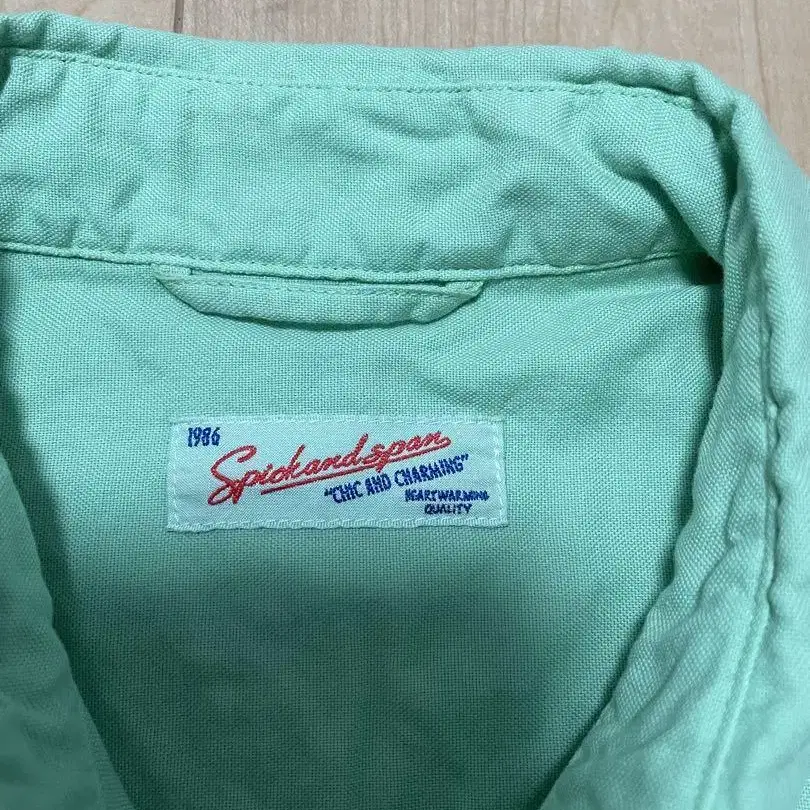 1986
Spickandspan
"CHIC AND CHARMING"
HEARTWARMING
QUALITY